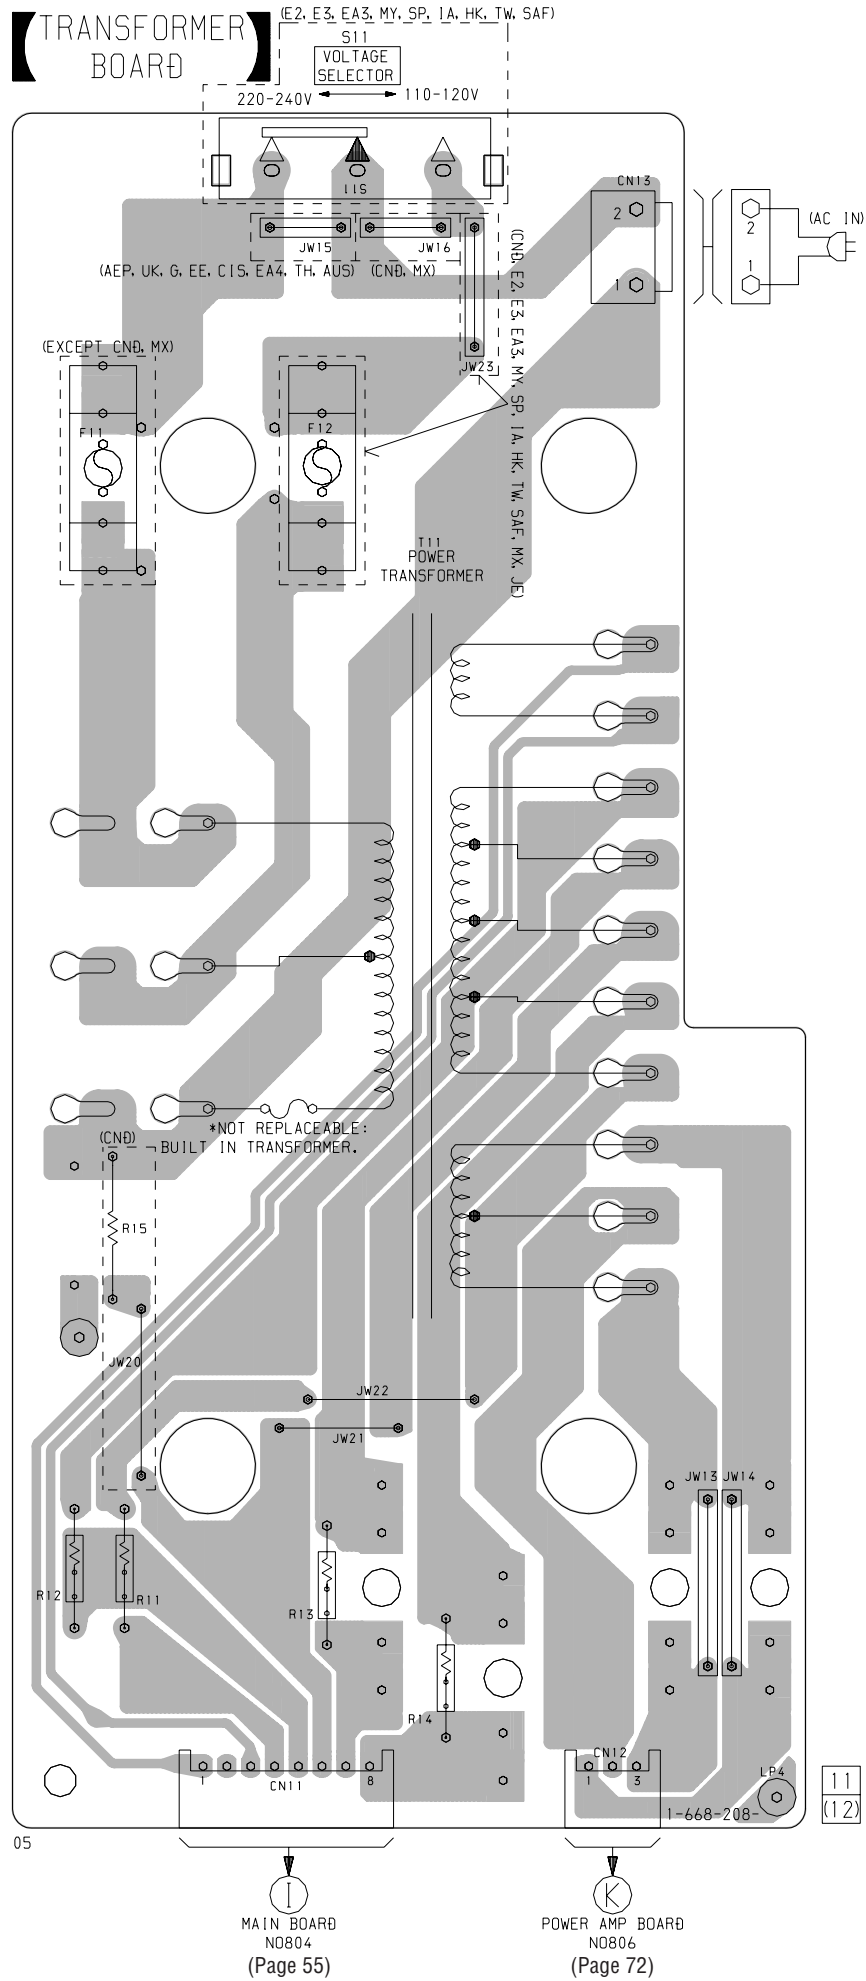 TRANSFORMER
BOARD
(E2, E3, EA3, MY, SP, IA, HK, TW, SAF)
S11
VOLTAGE
SELECTOR
220-240V
110-120V
S11
CN13
2
1
2
1
(AC IN)
JW15
JW16
(AEP, UK, G, EE, CIS, EA4, TH, AUS)
(CND, MX)
(CND, E2, E3, EA3, MY, SP, IA, HK, TW, SAF, MX, JE)
(EXCEPT CND, MX)
JW23
F11
F12
T11
POWER
TRANSFORMER
*NOT REPLACEABLE:
BUILT IN TRANSFORMER.
(CND)
R15
JW20
JW22
JW21
JW13
JW14
R12
R11
R13
R14
1
CN11
8
CN12
1
3
LP4
1-668-208-
11
(12)
05
I
MAIN BOARD
N0804
(Page 55)
K
POWER AMP BOARD
N0806
(Page 72)